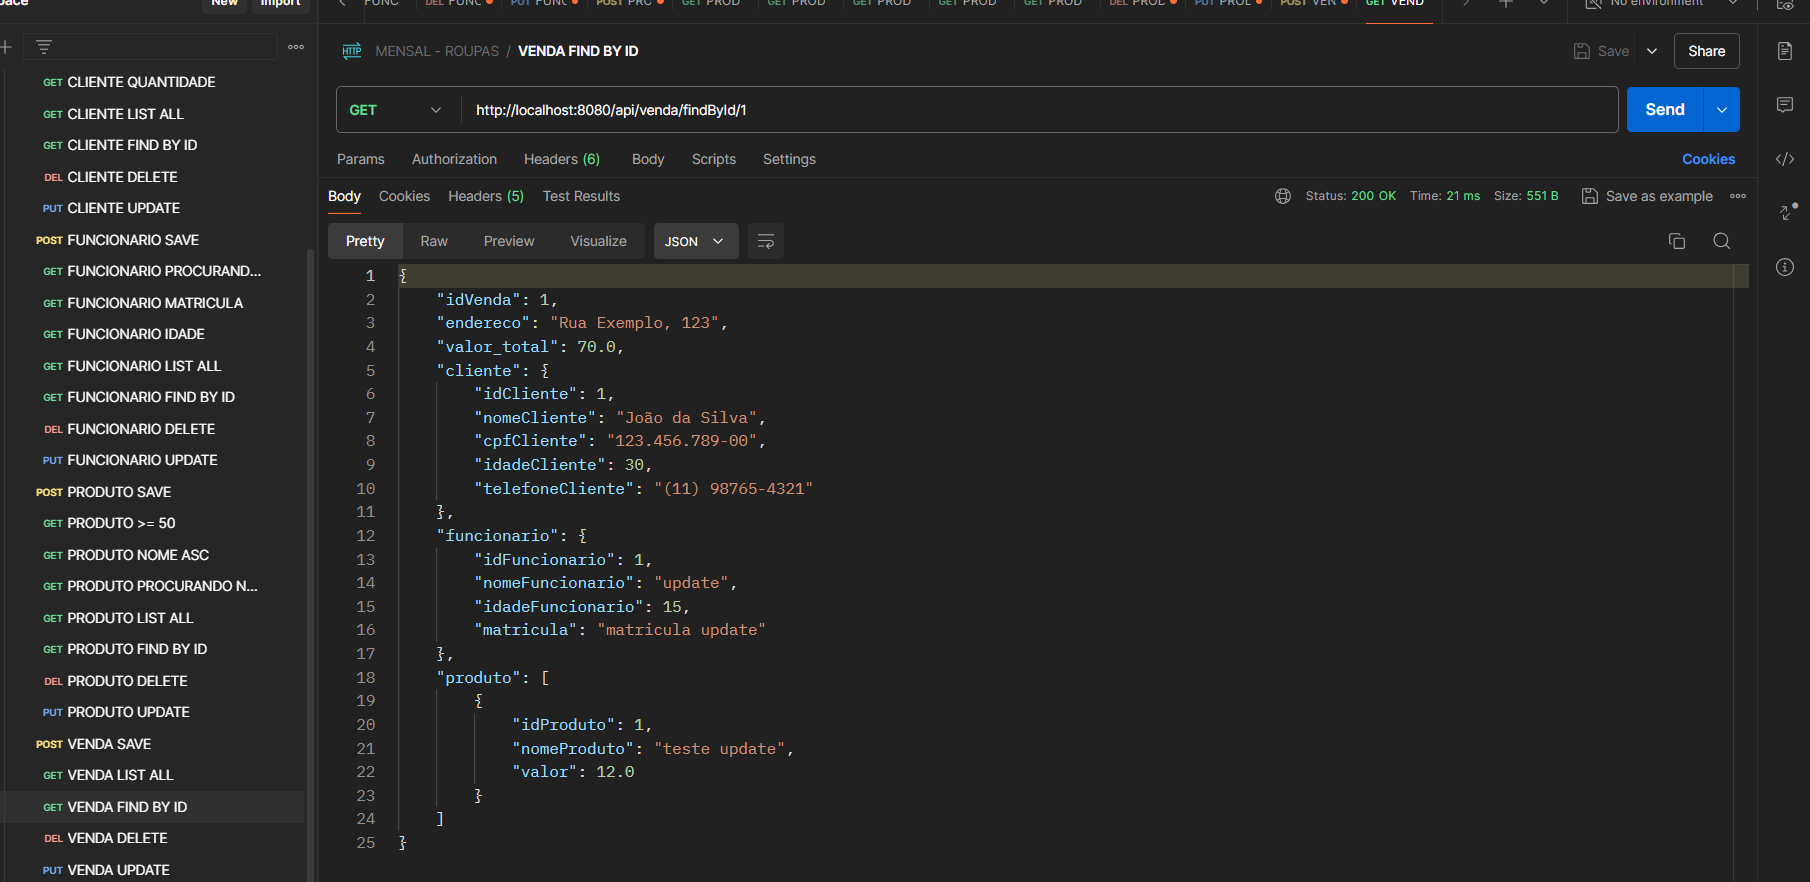 pace
New
Import
FUNC
DEL FUNC
PUT FUNC
POST PRO
GET PROD
GET PROD
GET PROD
GET PROD
GET PROD
DEL PROL
PUT PROL
POST VEN
GET VEND
No environment
MENSAL - ROUPAS / VENDA FIND BY ID
Save
Share
GET
http://localhost:8080/api/venda/findById/1
Send
Params Authorization Headers (6) Body Scripts Settings
Cookies
Body Cookies Headers (5) Test Results
Status: 200 OK Time: 21 ms Size: 551 B
Save as example
Pretty Raw Preview Visualize
JSON
GET CLIENTE QUANTIDADE
GET CLIENTE LIST ALL
GET CLIENTE FIND BY ID
DEL CLIENTE DELETE
PUT CLIENTE UPDATE
POST FUNCIONARIO SAVE
GET FUNCIONARIO PROCURAND...
GET FUNCIONARIO MATRICULA
GET FUNCIONARIO IDADE
GET FUNCIONARIO LIST ALL
GET FUNCIONARIO FIND BY ID
DEL FUNCIONARIO DELETE
PUT FUNCIONARIO UPDATE
POST PRODUTO SAVE
GET PRODUTO >= 50
GET PRODUTO NOME ASC
GET PRODUTO PROCURANDO N...
GET PRODUTO LIST ALL
GET PRODUTO FIND BY ID
DEL PRODUTO DELETE
PUT PRODUTO UPDATE
POST VENDA SAVE
GET VENDA LIST ALL
GET VENDA FIND BY ID
DEL VENDA DELETE
PUT VENDA UPDATE
1 {
2 "idVenda": 1,
3 "endereco": "Rua Exemplo, 123",
4 "valor_total": 70.0,
5 "cliente": {
6 "idCliente": 1,
7 "nomeCliente": "João da Silva",
8 "cpfCliente": "123.456.789-00",
9 "idadeCliente": 30,
10 "telefoneCliente": "(11) 98765-4321"
11 },
12 "funcionario": {
13 "idFuncionario": 1,
14 "nomeFuncionario": "update",
15 "idadeFuncionario": 15,
16 "matricula": "matricula update"
17 },
18 "produto": [
19 {
20 "idProduto": 1,
21 "nomeProduto": "teste update",
22 "valor": 12.0
23 }
24 ]
25 }